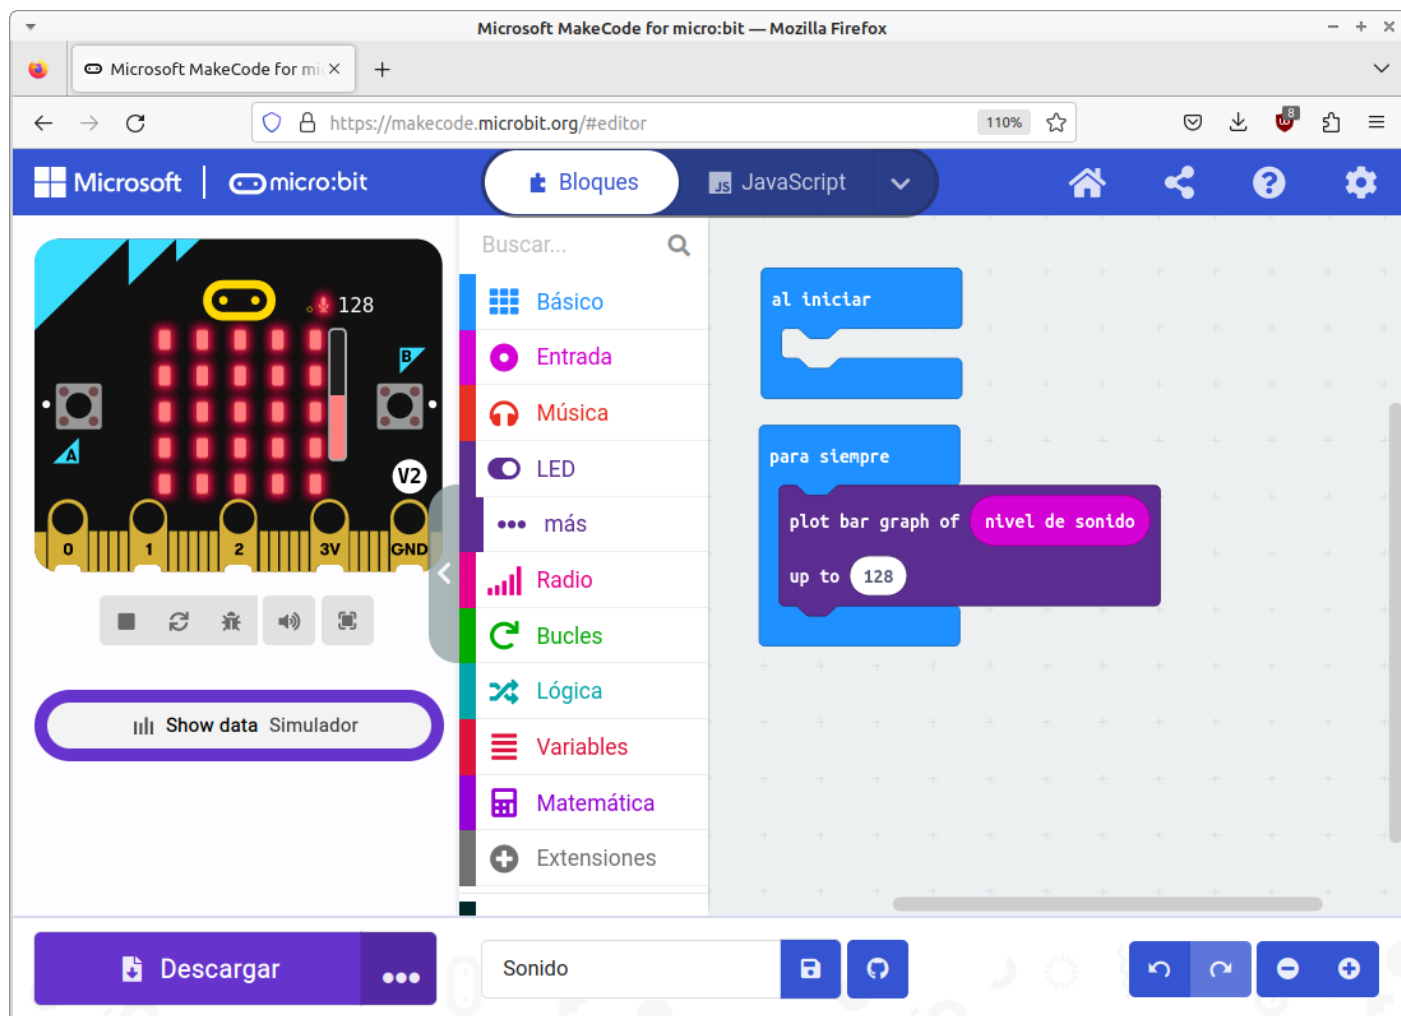 Microsoft MakeCode for micro:bit — Mozilla Firefox
Microsoft MakeCode for mi
https://makecode.microbit.org/#editor
110%
8
Microsoft
micro:bit
Bloques
JS JavaScript
Buscar...
128
B
A
V2
0 1 2 3V GND
Show data Simulador
Básico
Entrada
Música
LED
más
Radio
Bucles
Lógica
Variables
Matemática
Extensiones
al iniciar
para siempre
plot bar graph of nivel de sonido
up to 128
Descargar
Sonido